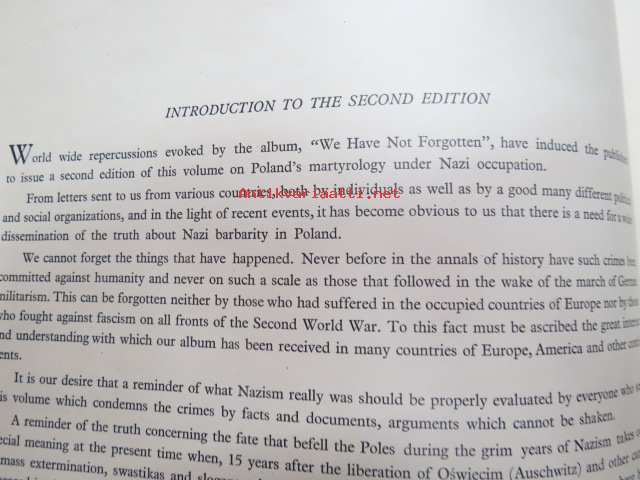 INTRODUCTION TO THE SECOND EDITION
World wide repercussions evoked by the album, “We Have Not Forgotten”, have induced the
to issue a second edition of this volume on Poland's martyrology under Nazi occupation.
From letters sent to us from various countries both by individuals as well as by a good many different
and social organizations, and in the light of recent events, it has become obvious to us that there is a need for a
dissemination of the truth about Nazi barbarity in Poland.
antikvariaatti.net
We cannot forget the things that have happened. Never before in the annals of history have such crimes
committed against humanity and never on such a scale as those that followed in the wake of the march of
militarism. This can be forgotten neither by those who had suffered in the occupied countries of Europe nor by
who fought against fascism on all fronts of the Second World War. To this fact must be ascribed the great
and understanding with which our album has been received in many countries of Europe, America and other
ents.
It is our desire that a reminder of what Nazism really was should be properly evaluated by everyone
is volume which condemns the crimes by facts and documents, arguments which cannot be shaken.
A reminder of the truth concerning the fate that befell the Poles during the grim years of Nazism takes
ecial meaning at the present time when, 15 years after the liberation of Oświęcim (Auschwitz) and other
mass extermination, swastikas and